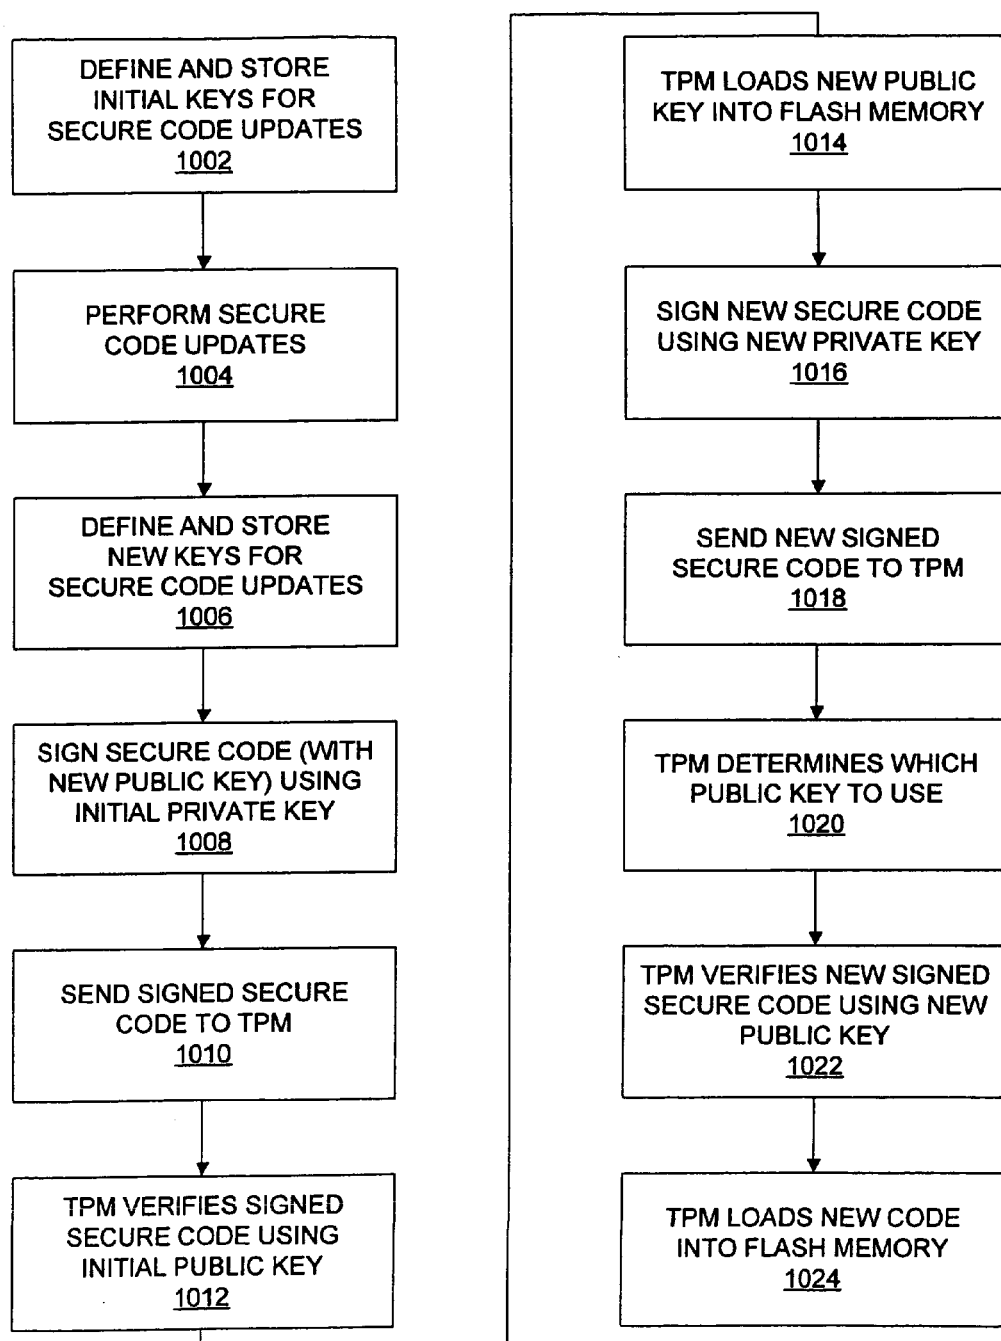 DEFINE AND STORE
INITIAL KEYS FOR
SECURE CODE UPDATES
1002
PERFORM SECURE
CODE UPDATES
1004
DEFINE AND STORE
NEW KEYS FOR
SECURE CODE UPDATES
1006
SIGN SECURE CODE (WITH
NEW PUBLIC KEY) USING
INITIAL PRIVATE KEY
1008
SEND SIGNED SECURE
CODE TO TPM
1010
TPM VERIFIES SIGNED
SECURE CODE USING
INITIAL PUBLIC KEY
1012
TPM LOADS NEW PUBLIC
KEY INTO FLASH MEMORY
1014
SIGN NEW SECURE CODE
USING NEW PRIVATE KEY
1016
SEND NEW SIGNED
SECURE CODE TO TPM
1018
TPM DETERMINES WHICH
PUBLIC KEY TO USE
1020
TPM VERIFIES NEW SIGNED
SECURE CODE USING NEW
PUBLIC KEY
1022
TPM LOADS NEW CODE
INTO FLASH MEMORY
1024